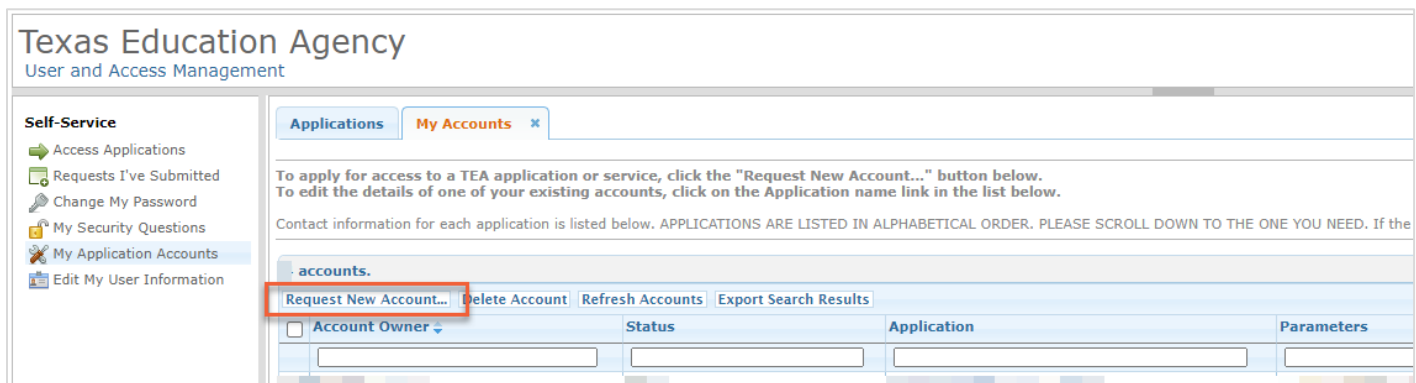 Texas Education Agency
User and Access Management
Self-Service
Access Applications
Requests I've Submitted
Change My Password
My Security Questions
My Application Accounts
Edit My User Information
Applications
My Accounts
To apply for access to a TEA application or service, click the "Request New Account..." button below.
To edit the details of one of your existing accounts, click on the Application name link in the list below.
Contact information for each application is listed below. APPLICATIONS ARE LISTED IN ALPHABETICAL ORDER. PLEASE SCROLL DOWN TO THE ONE YOU NEED. If the
accounts.
Request New Account... Delete Account Refresh Accounts Export Search Results
Account Owner Status Application Parameters